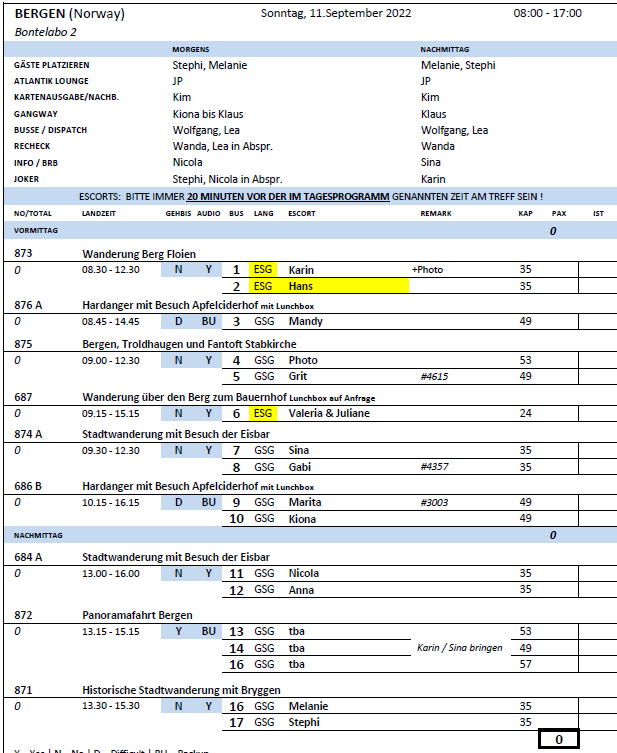 BERGEN (Norway) Sonntag, 11.September 2022 08:00 - 17:00
Bontelabo 2
MORGENS NACHMITTAG
GÄSTE PLATZIEREN Stephi, Melanie Melanie, Stephi
ATLANTIK LOUNGE JP JP
KARTENAUSGABE/NACHB. Kim Kim
GANGWAY Kiona bis Klaus Klaus
BUSSE / DISPATCH Wolfgang, Lea Wolfgang, Lea
RECHECK Wanda, Lea in Abspr. Wanda
INFO / BRB Nicola Sina
JOKER Stephi, Nicola in Abspr. Karin
ESCORTS: BITTE IMMER 20 MINUTEN VOR DER IM TAGESPROGRAMM GENANNTEN ZEIT AM TREFF SEIN !
NO/TOTAL LANDZEIT GEHBIS AUDIO BUS LANG ESCORT REMARK KAP PAX IST
VORMITTAG 0
873 Wanderung Berg Floien
0 08.30 - 12.30 N Y 1 ESG Karin +Photo 35
2 ESG Hans 35
876 A Hardanger mit Besuch Apfelciderhof mit Lunchbox
0 08.45 - 14.45 D BU 3 GSG Mandy 49
875 Bergen, Troldhaugen und Fantoft Stabkirche
0 09.00 - 12.30 N Y 4 GSG Photo 53
5 GSG Grit #4615 49
687 Wanderung über den Berg zum Bauernhof Lunchbox auf Anfrage
0 09.15 - 15.15 N Y 6 ESG Valeria & Juliane 24
874 A Stadtwanderung mit Besuch der Eisbar
0 09.30 - 12.30 N Y 7 GSG Sina 35
8 GSG Gabi #4357 35
686 B Hardanger mit Besuch Apfelciderhof mit Lunchbox
0 10.15 - 16.15 D BU 9 GSG Marita #3003 49
10 GSG Kiona 49
NACHMITTAG 0
684 A Stadtwanderung mit Besuch der Eisbar
0 13.00 - 16.00 N Y 11 GSG Nicola 35
12 GSG Anna 35
872 Panoramafahrt Bergen
0 13.15 - 15.15 Y BU 13 GSG tba 53
14 GSG tba Karin / Sina bringen 49
16 GSG tba 57
871 Historische Stadtwanderung mit Bryggen
0 13.30 - 15.30 N Y 16 GSG Melanie 35
17 GSG Stephi 35
0